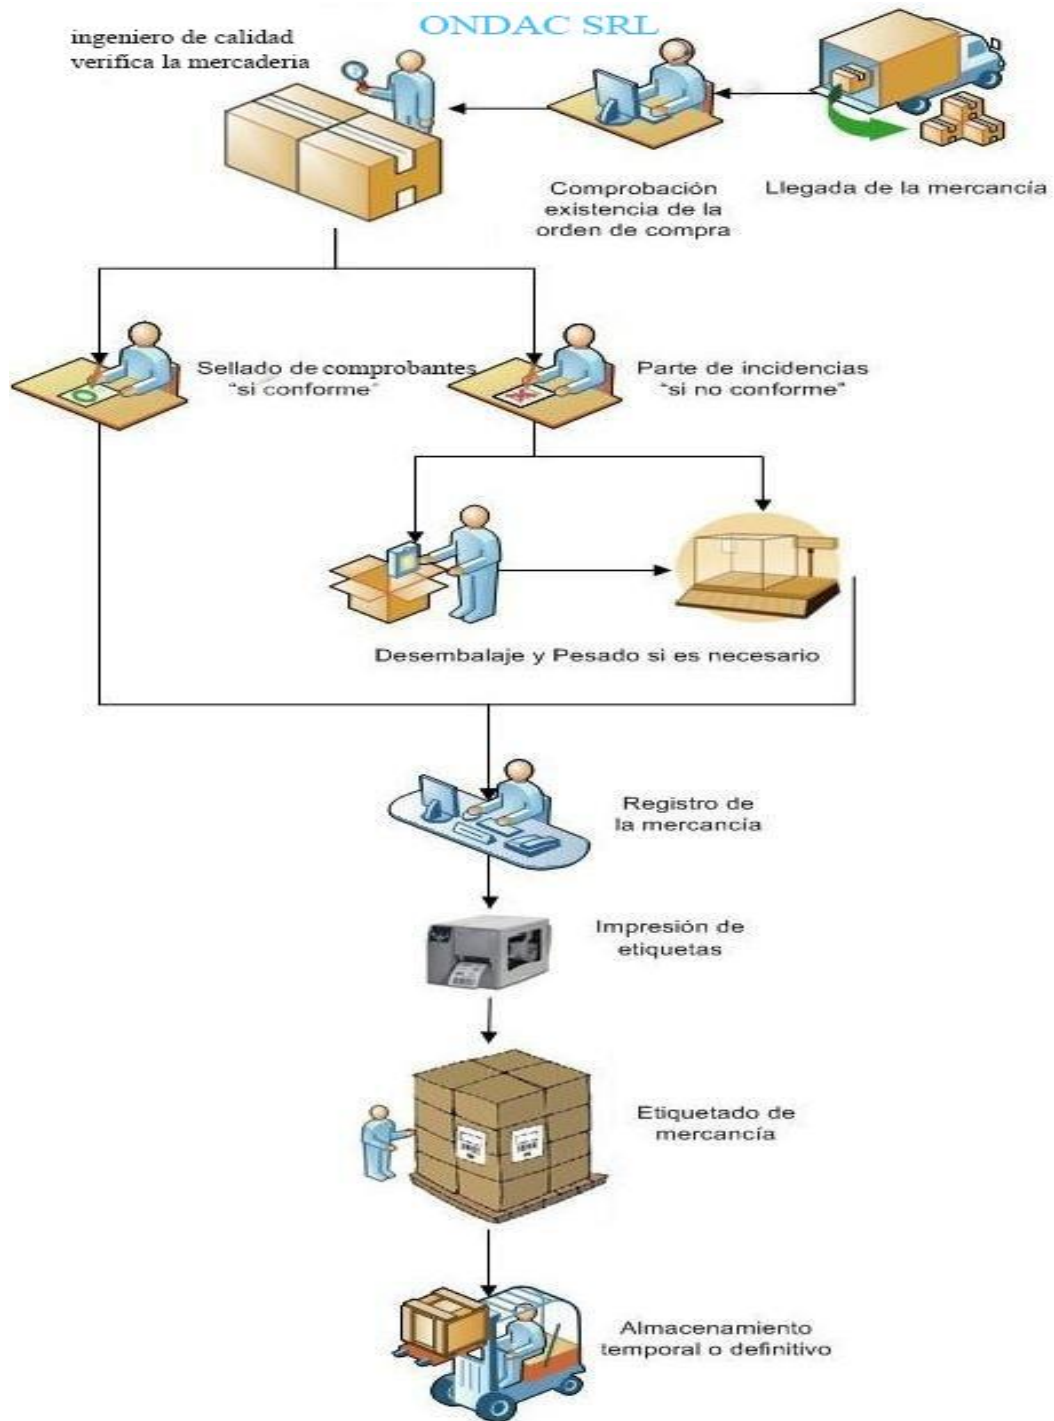 ONDAC SRL
ingeniero de calidad
verifica la mercaderia
Comprobación
existencia de la
orden de compra
Llegada de la mercancía
Sellado de comprobantes
"si conforme"
Parte de incidencias
"si no conforme"
Desembalaje y Pesado si es necesario
Registro de
la mercancía
Impresión de
etiquetas
Etiquetado de
mercancía
Almacenamiento
temporal o definitivo